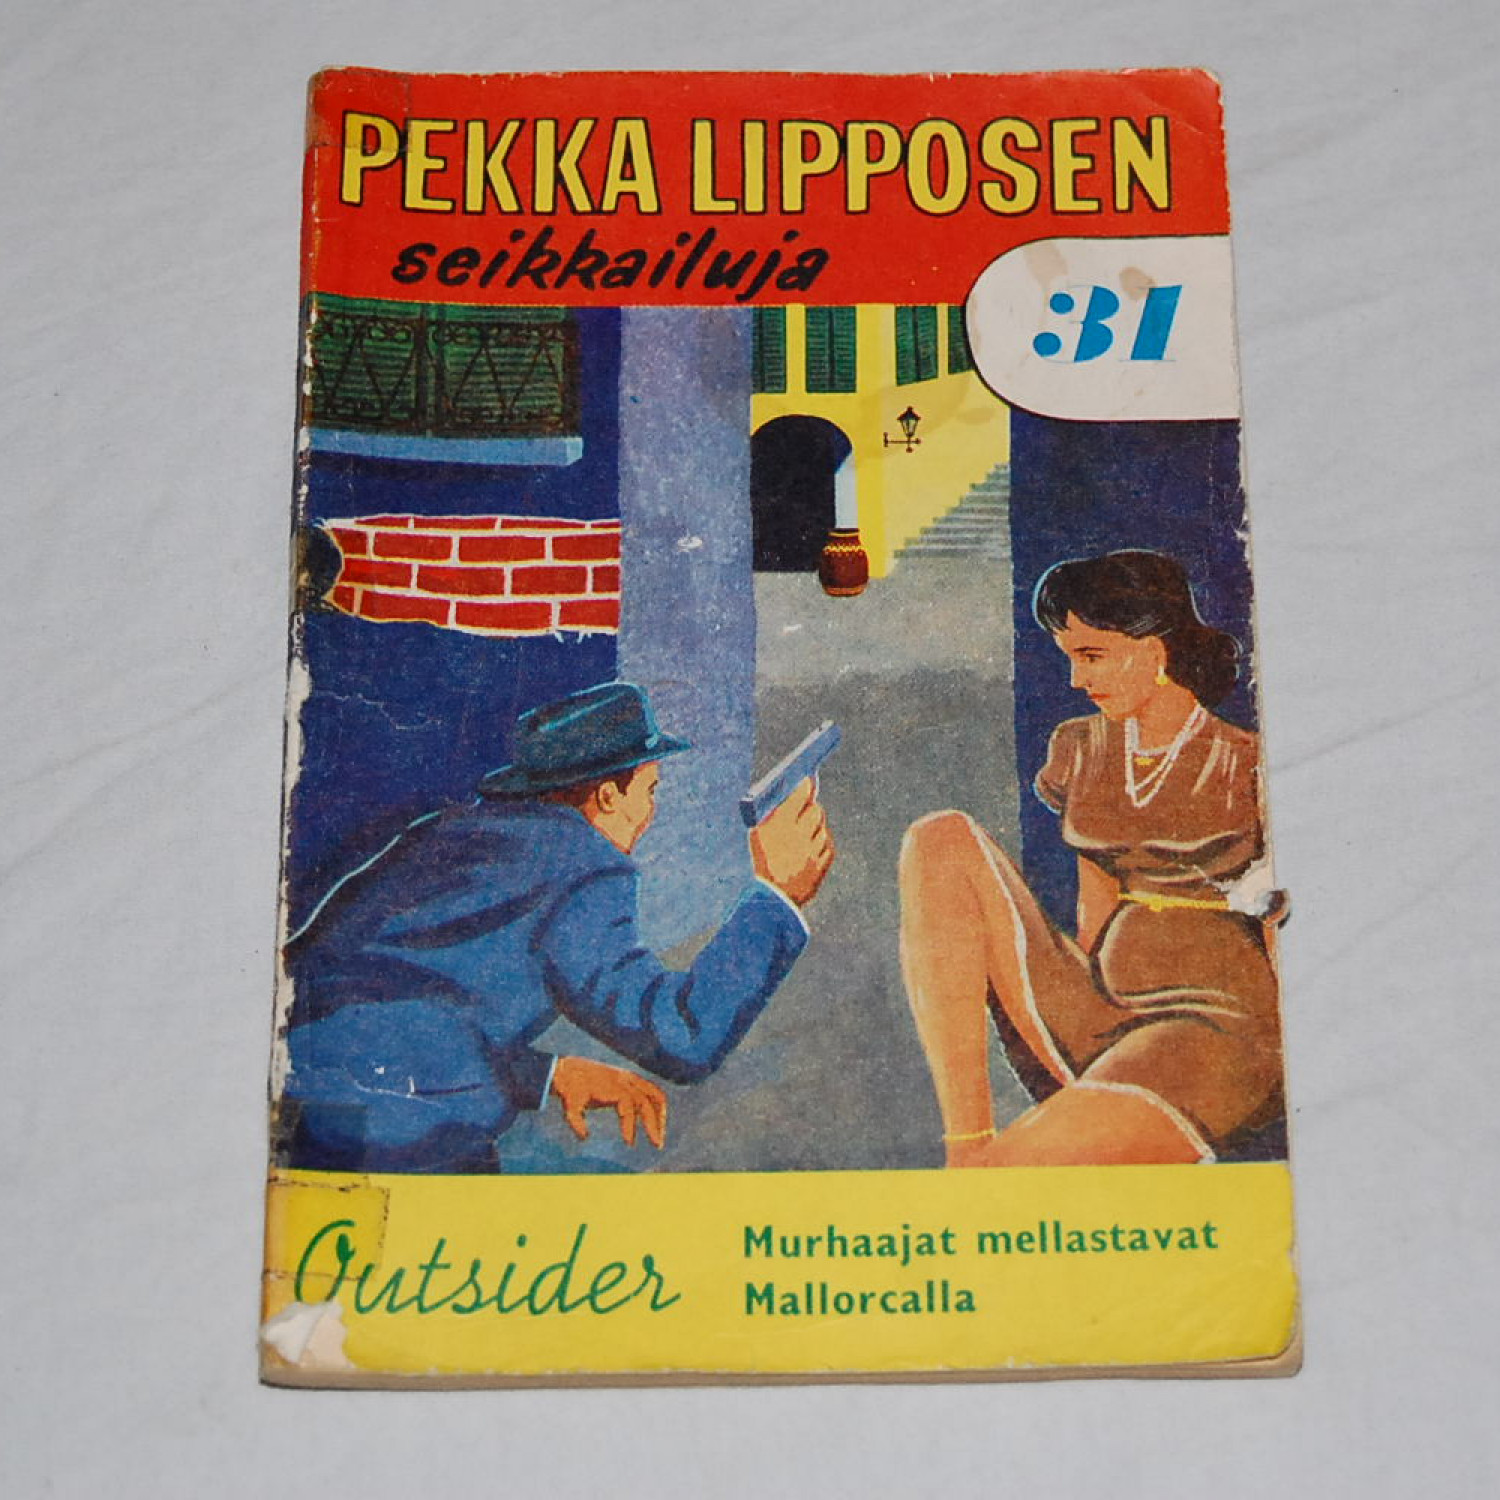 PEKKA LIPPOSEN
seikkailuja
31
Outsider
Murhaajat mellastavat
Mallorcalla